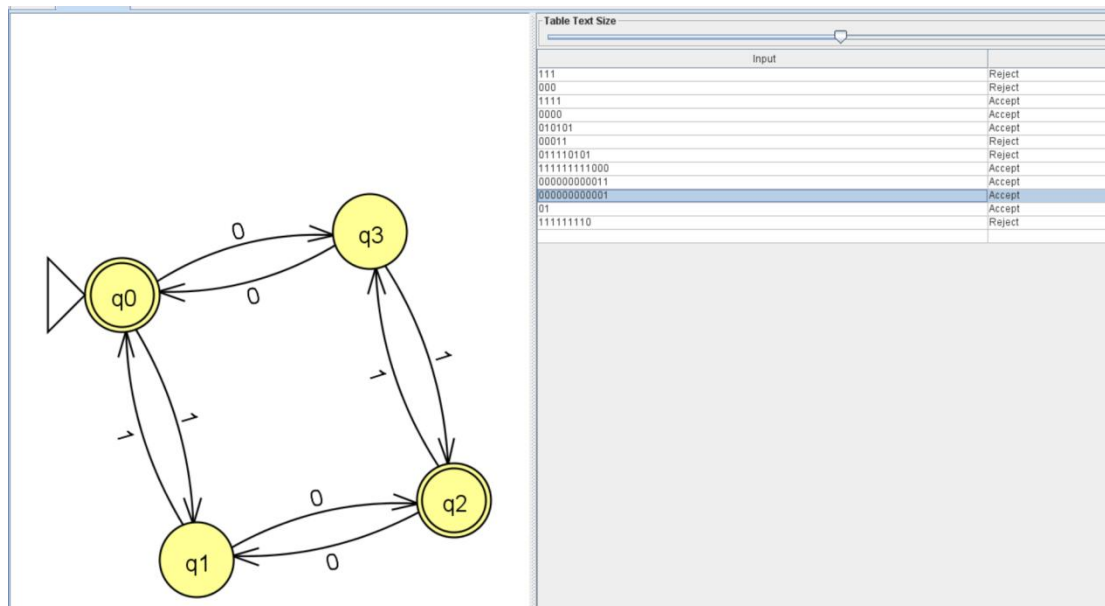 Table Text Size
Input
111 Reject
000 Reject
1111 Accept
0000 Accept
010101 Accept
00011 Reject
011110101 Reject
111111111000 Accept
000000000011 Accept
000000000001 Accept
01 Accept
111111110 Reject
0
q3
q0
0
1
1
1
1
0
q2
q1
0